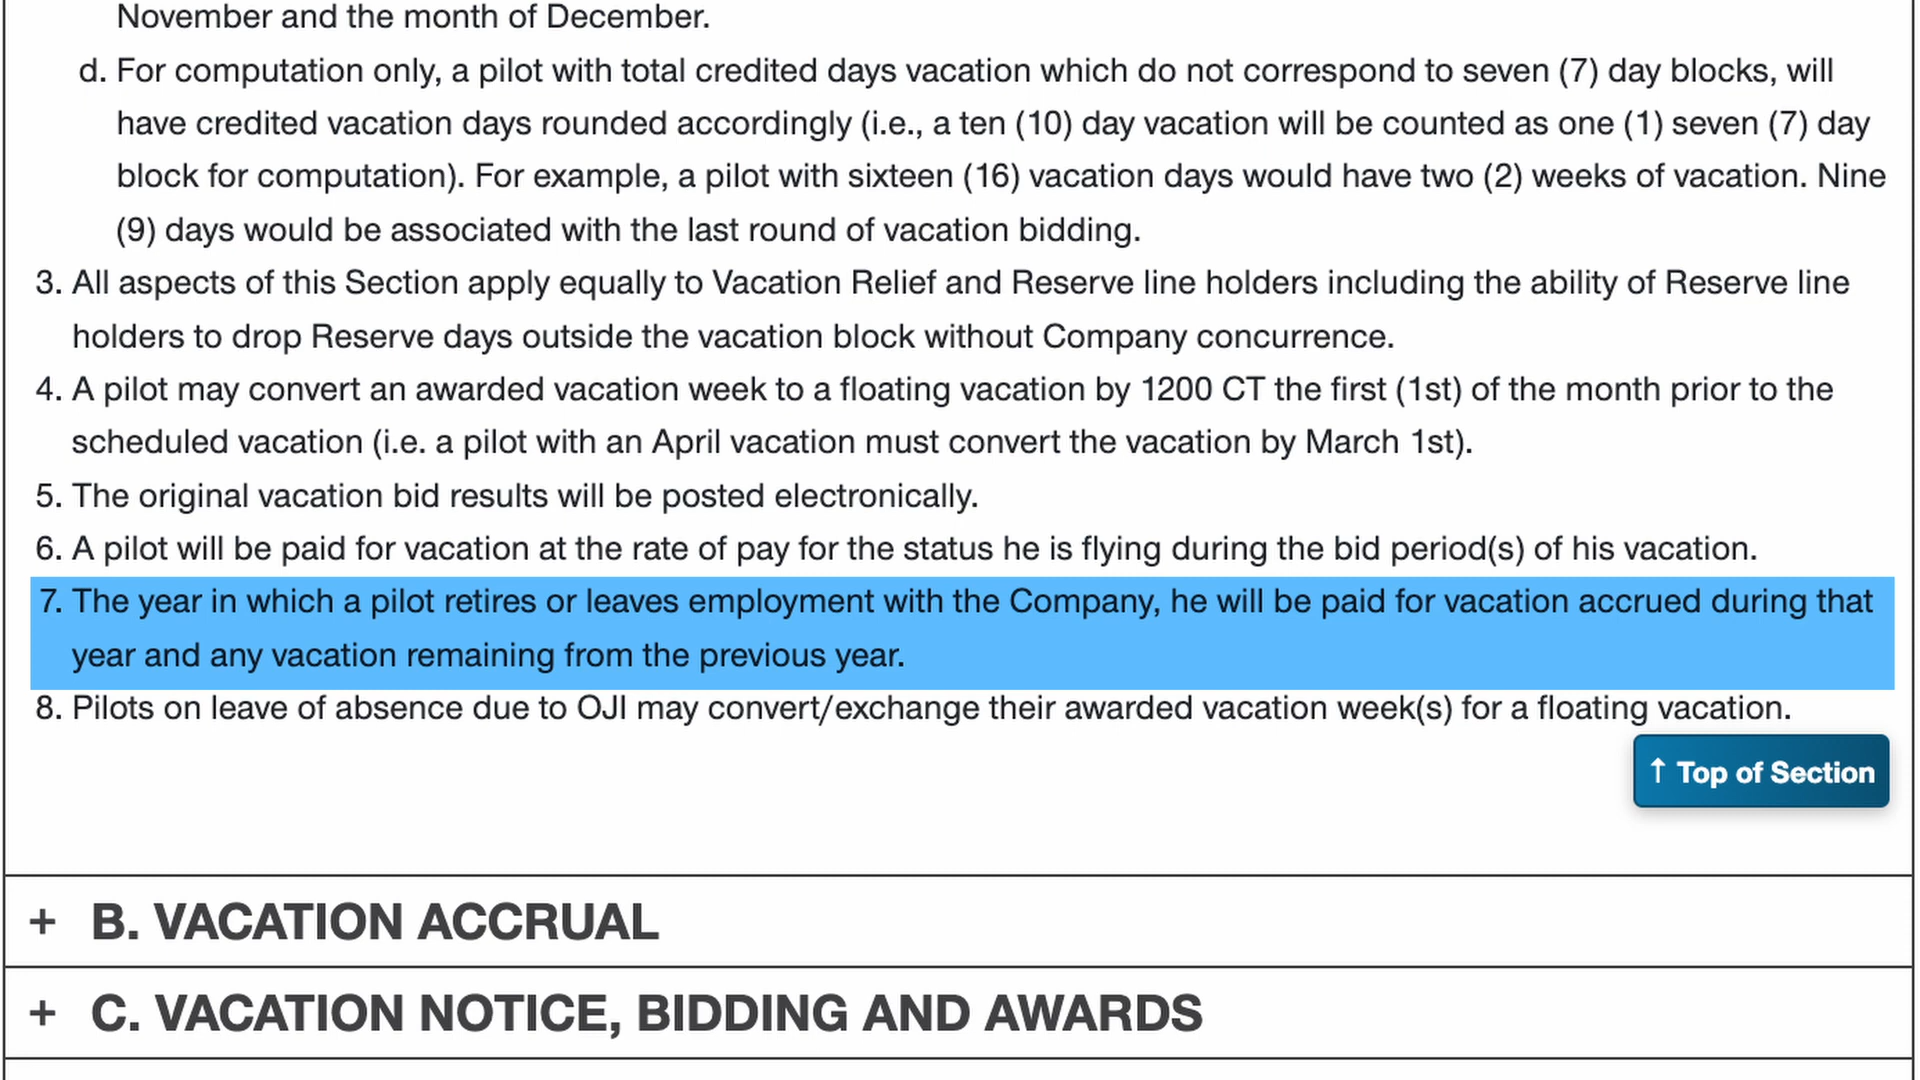 November and the month of December.
d. For computation only, a pilot with total credited days vacation which do not correspond to seven (7) day blocks, will
have credited vacation days rounded accordingly (i.e., a ten (10) day vacation will be counted as one (1) seven (7) day
block for computation). For example, a pilot with sixteen (16) vacation days would have two (2) weeks of vacation. Nine
(9) days would be associated with the last round of vacation bidding.
3. All aspects of this Section apply equally to Vacation Relief and Reserve line holders including the ability of Reserve line
holders to drop Reserve days outside the vacation block without Company concurrence.
4. A pilot may convert an awarded vacation week to a floating vacation by 1200 CT the first (1st) of the month prior to the
scheduled vacation (i.e. a pilot with an April vacation must convert the vacation by March 1st).
5. The original vacation bid results will be posted electronically.
6. A pilot will be paid for vacation at the rate of pay for the status he is flying during the bid period(s) of his vacation.
7. The year in which a pilot retires or leaves employment with the Company, he will be paid for vacation accrued during that
year and any vacation remaining from the previous year.
8. Pilots on leave of absence due to OJI may convert/exchange their awarded vacation week(s) for a floating vacation.
↑ Top of Section
+ B. VACATION ACCRUAL
+ C. VACATION NOTICE, BIDDING AND AWARDS